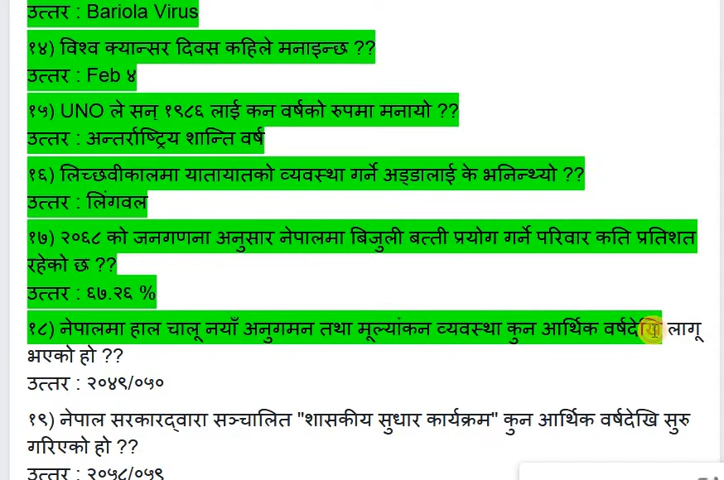 उत्तर : Bariola Virus
१४) विश्व क्यान्सर दिवस कहिले मनाइन्छ ??
उत्तर : Feb ४
१५) UNO ले सन् १९८६ लाई कन वर्षको रुपमा मनायो ??
उत्तर : अन्तर्राष्ट्रिय शान्ति वर्ष
१६) लिच्छवीकालमा यातायातको व्यवस्था गर्ने अड्डालाई के भनिन्थ्यो ??
उत्तर : लिंगवल
१७) २०६८ को जनगणना अनुसार नेपालमा बिजुली बत्ती प्रयोग गर्ने परिवार कति प्रतिशत
रहेको छ ??
उत्तर : ६७.२६ %
१८) नेपालमा हाल चालू नयाँ अनुगमन तथा मूल्यांकन व्यवस्था कुन आर्थिक वर्षदेखि लागू
भएको हो ??
उत्तर : २०४९/०५०
१९) नेपाल सरकारद्वारा सञ्चालित "शासकीय सुधार कार्यक्रम" कुन आर्थिक वर्षदेखि सुरु
गरिएको हो ??
उत्तर : २०५८/०५९